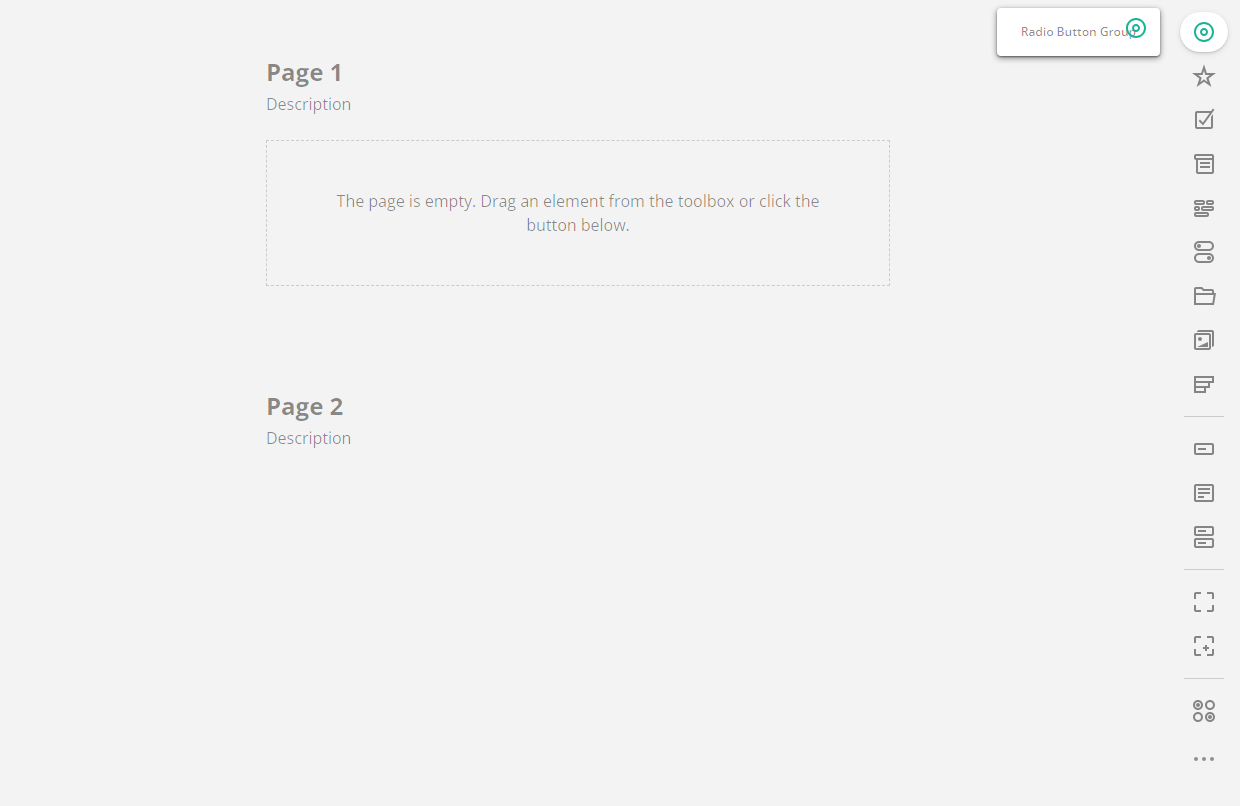 Radio Button Group
Page 1
Description
The page is empty. Drag an element from the toolbox or click the
button below.
Page 2
Description